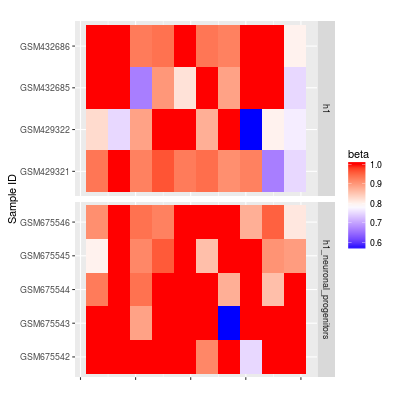 GSM432686
GSM432685
GSM429322
GSM429321
h1
GSM675546
GSM675545
GSM675544
GSM675543
GSM675542
h1_neuronal_progenitors
Sample ID
beta
1.0
0.9
0.8
0.7
0.6